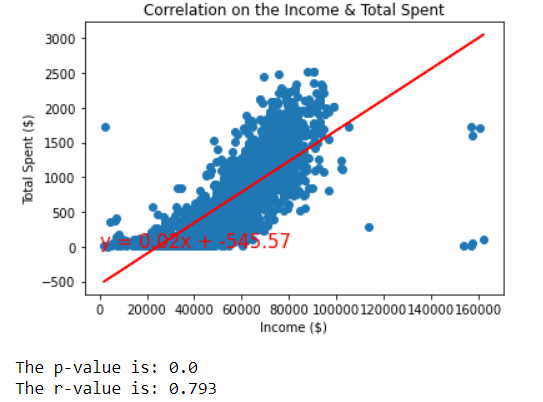 Correlation on the Income & Total Spent
3000
2500
2000
1500
1000
500
0
−500
Total Spent ($)
y = 0.02x + -545.57
0 20000 40000 60000 80000 100000 120000 140000 160000
Income ($)
The p-value is: 0.0
The r-value is: 0.793